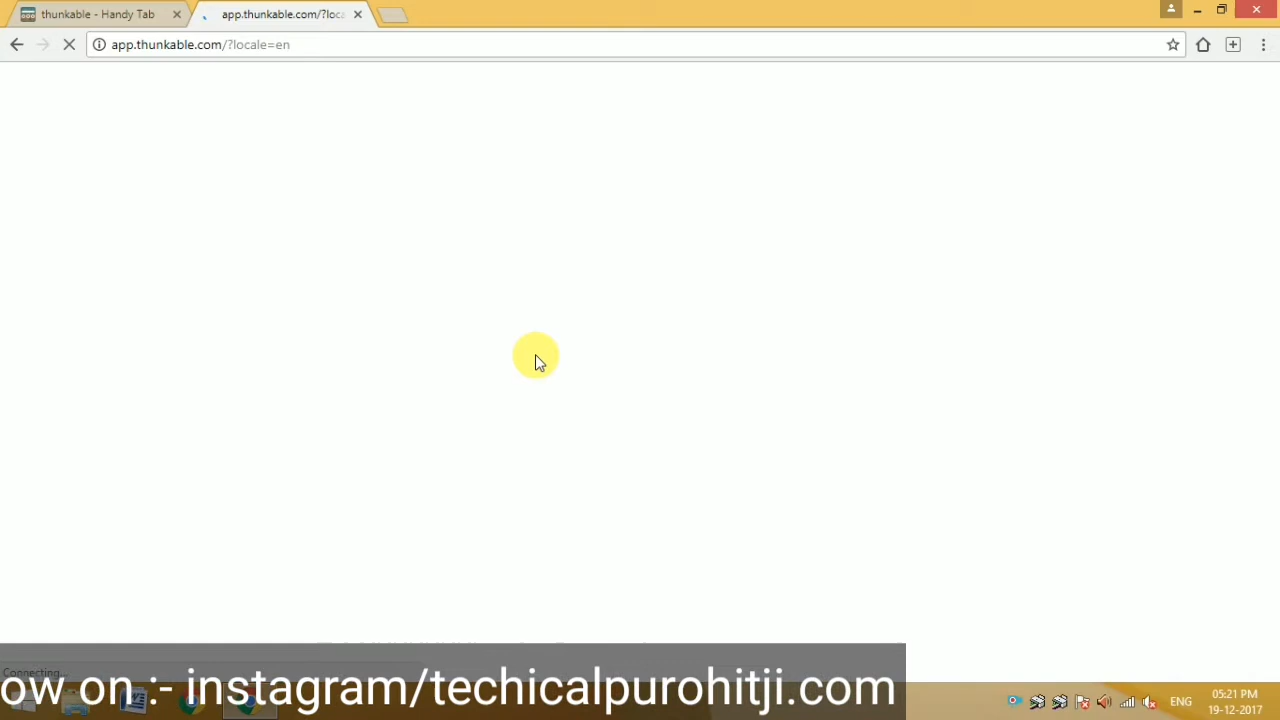 thunkable - Handy Tab
app.thunkable.com/?loca
app.thunkable.com/?locale=en
Connecting...
ow on :- instagram/techicalpurohitji.com
ENG
05:21 PM
19-12-2017